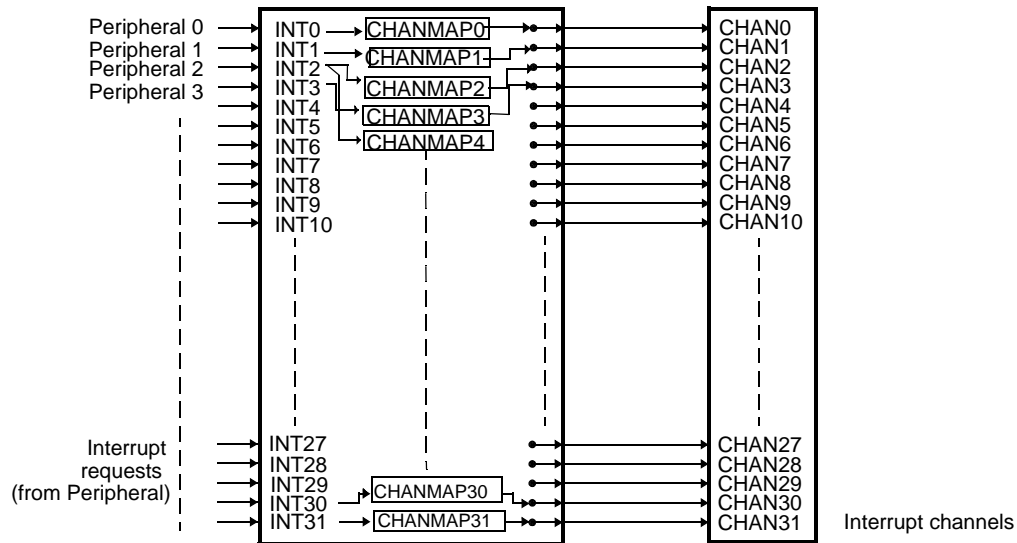 Peripheral 0
Peripheral 1
Peripheral 2
Peripheral 3
Interrupt
requests
(from Peripheral)
INT0
INT1
INT2
INT3
INT4
INT5
INT6
INT7
INT8
INT9
INT10
INT27
INT28
INT29
INT30
INT31
CHANMAP0
CHANMAP1
CHANMAP2
CHANMAP3
CHANMAP4
CHANMAP30
CHANMAP31
CHAN0
CHAN1
CHAN2
CHAN3
CHAN4
CHAN5
CHAN6
CHAN7
CHAN8
CHAN9
CHAN10
CHAN27
CHAN28
CHAN29
CHAN30
CHAN31
Interrupt channels